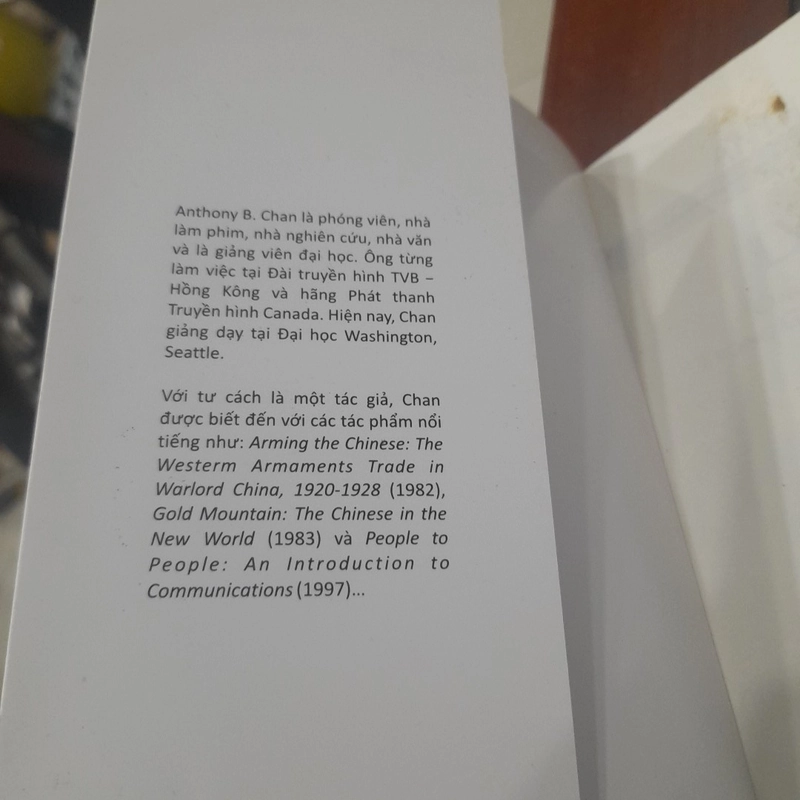 Anthony B. Chan là phóng viên, nhà
làm phim, nhà nghiên cứu, nhà văn
và là giảng viên đại học. Ông từng
làm việc tại Đài truyền hình TVB –
Hồng Kông và hãng Phát thanh
Truyền hình Canada. Hiện nay, Chan
giảng dạy tại Đại học Washington,
Seattle.
Với tư cách là một tác giả, Chan
được biết đến với các tác phẩm nổi
tiếng như: Arming the Chinese: The
Westerm Armaments Trade in
Warlord China, 1920-1928 (1982),
Gold Mountain: The Chinese in the
New World (1983) và People to
People: An Introduction to
Communications (1997)...